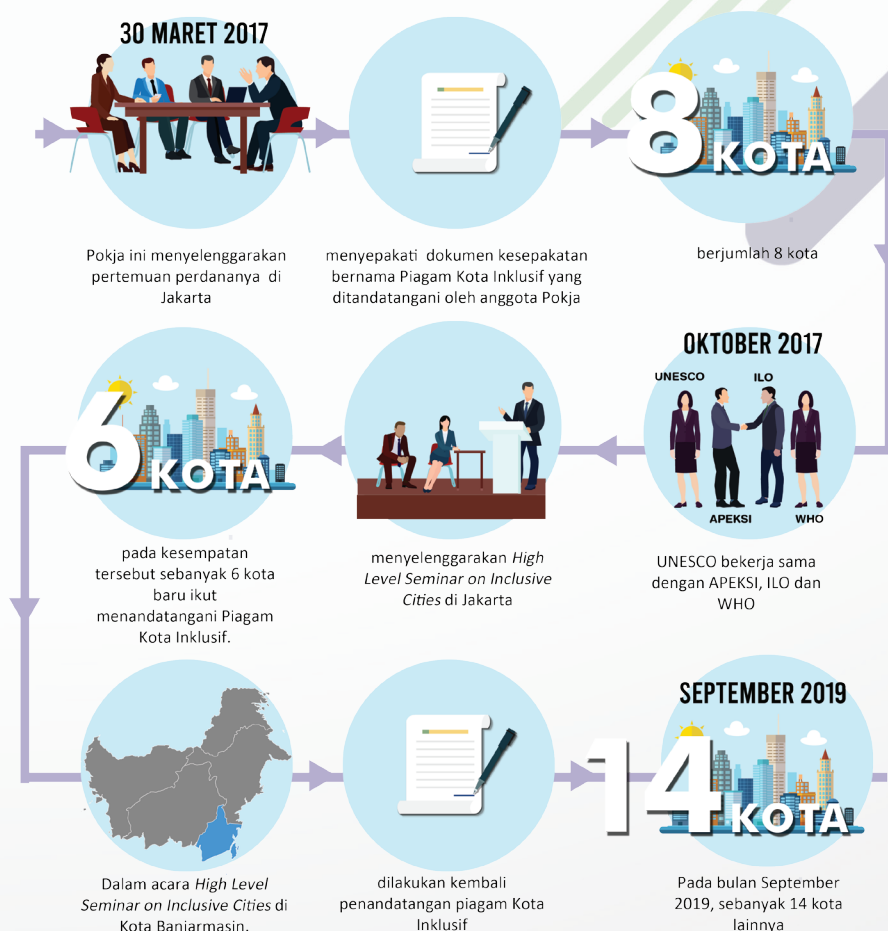 30 MARET 2017
Pokja ini menyelenggarakan
pertemuan perdananya di
Jakarta
menyepakati dokumen kesepakatan
bernama Piagam Kota Inklusif yang
ditandatangani oleh anggota Pokja
8 KOTA
berjumlah 8 kota
OKTOBER 2017
UNESCO
ILO
APEKSI
WHO
UNESCO bekerja sama
dengan APEKSI, ILO dan
WHO
menyelenggarakan High
Level Seminar on Inclusive
Cities di Jakarta
6 KOTA
pada kesempatan
tersebut sebanyak 6 kota
baru ikut
menandatangani Piagam
Kota Inklusif.
Dalam acara High Level
Seminar on Inclusive Cities di
Kota Banjarmasin,
dilakukan kembali
penandatangan piagam Kota
Inklusif
SEPTEMBER 2019
14 KOTA
Pada bulan September
2019, sebanyak 14 kota
lainnya